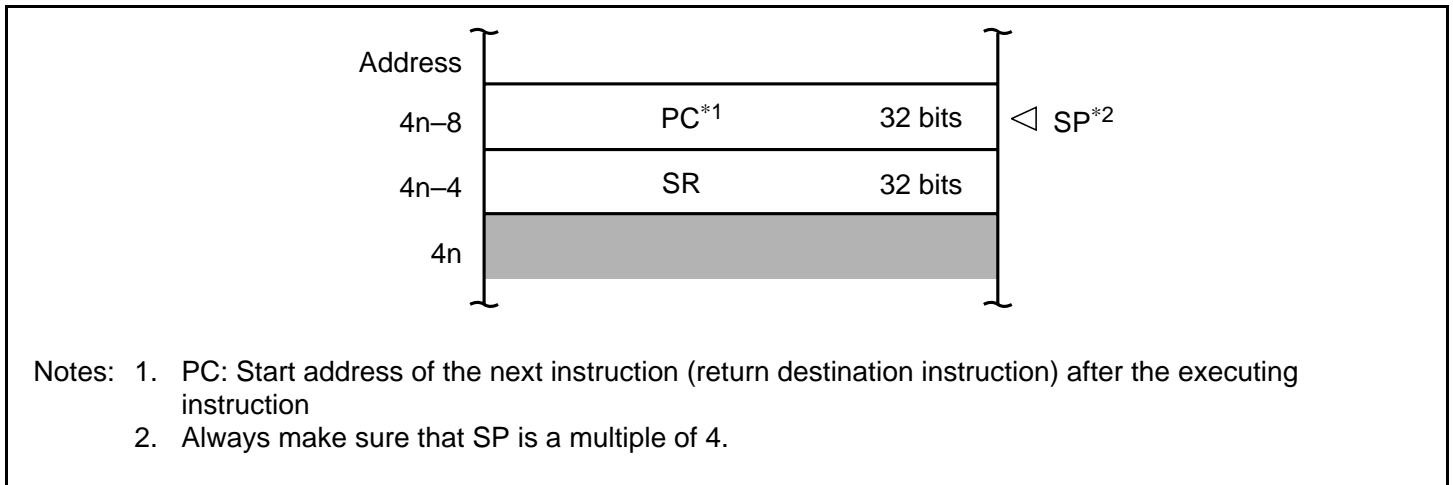 Address
4n–8 PC*1 32 bits SP*2
4n–4 SR 32 bits
4n
Notes: 1. PC: Start address of the next instruction (return destination instruction) after the executing
instruction
2. Always make sure that SP is a multiple of 4.